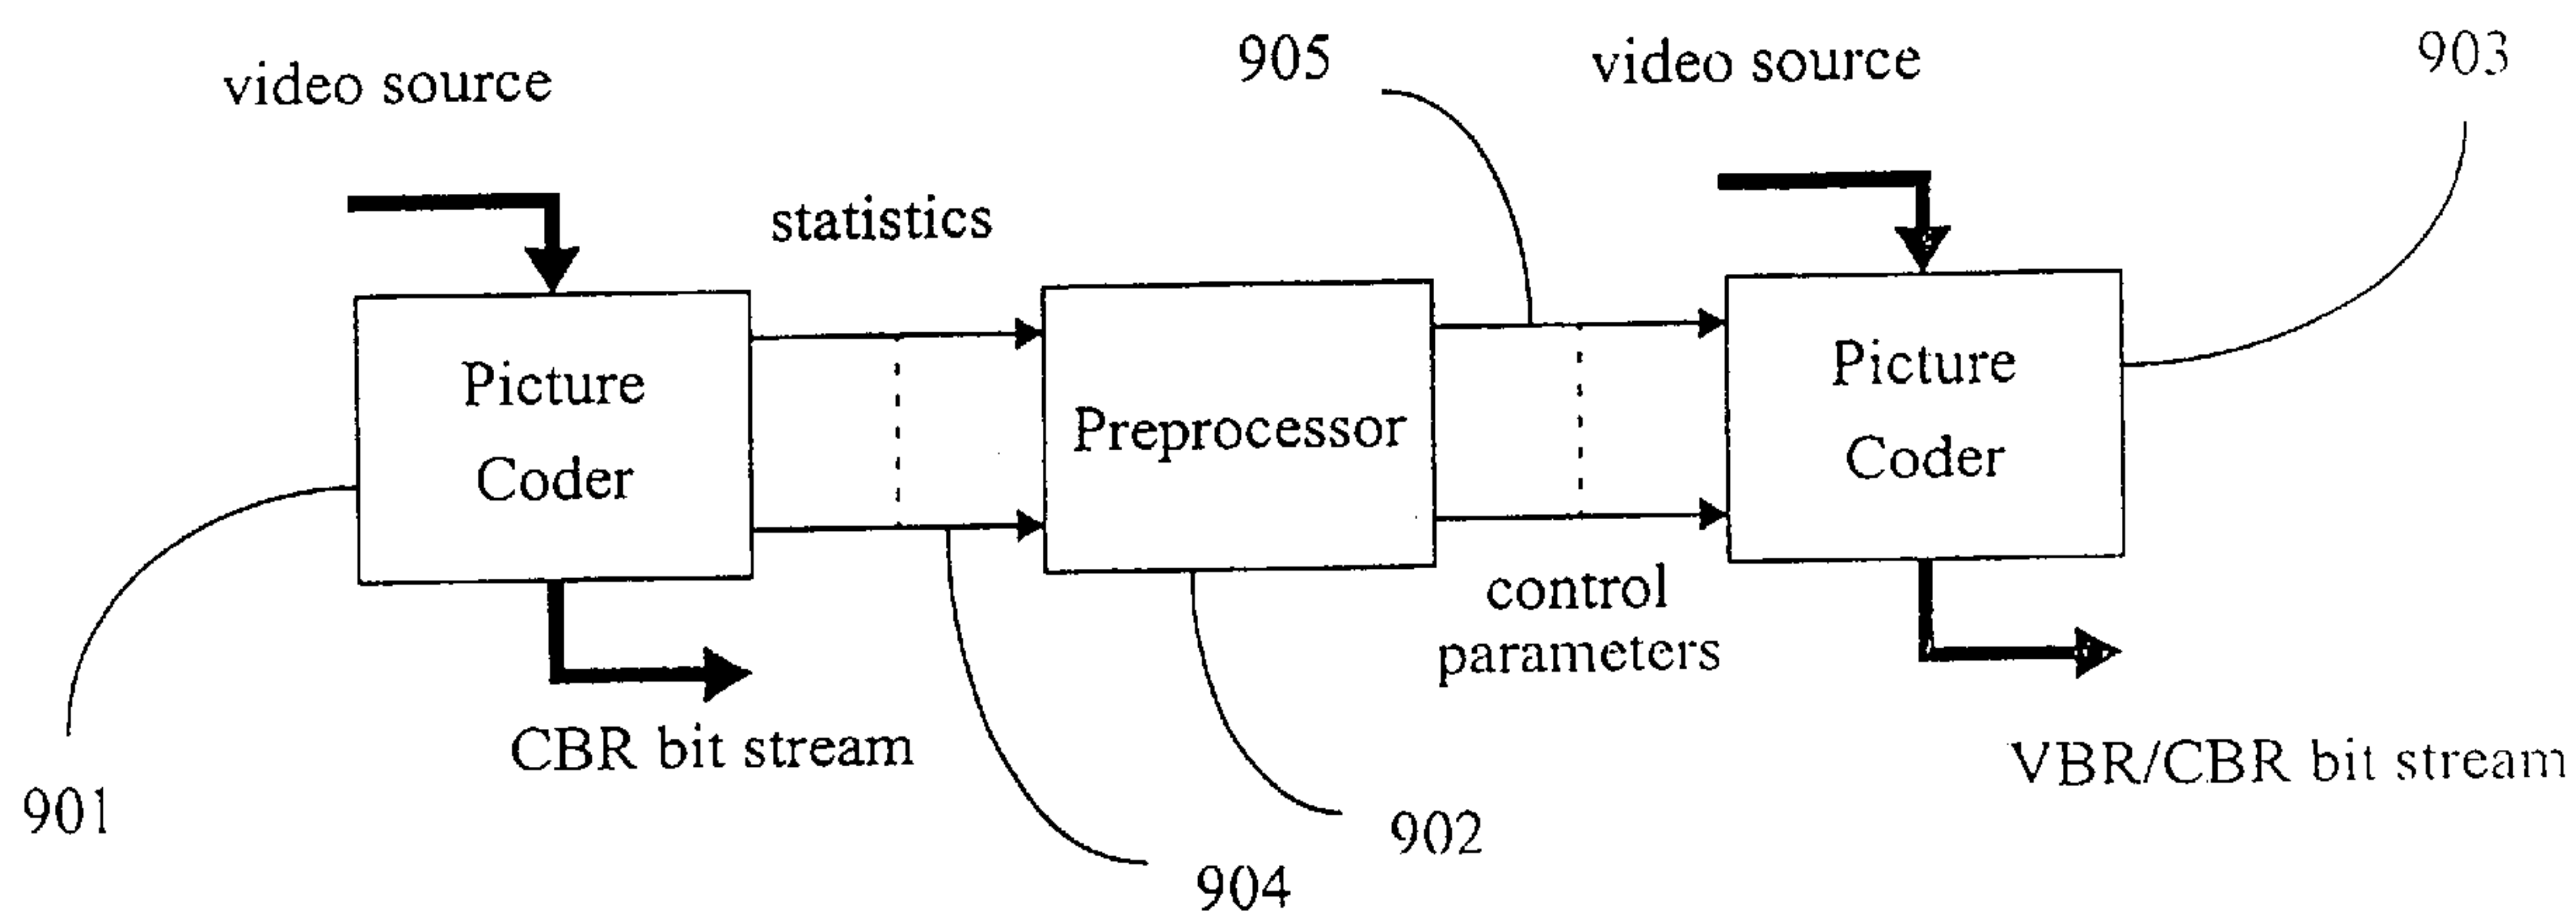 905
video source
903
video source
statistics
Picture
Coder
Preprocessor
Picture
Coder
control
parameters
CBR bit stream
VBR/CBR bit stream
901
902
904